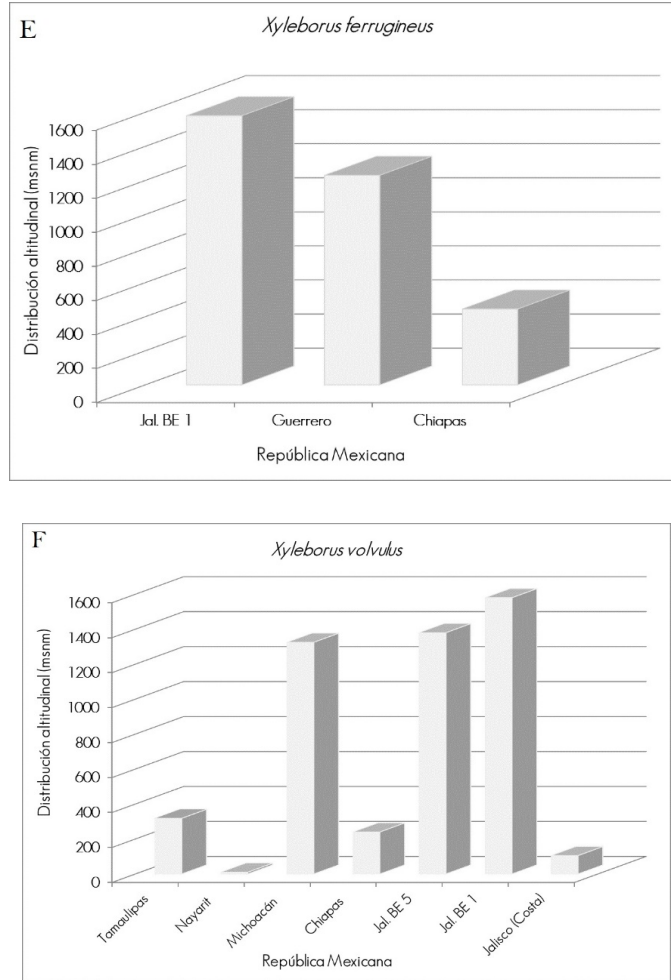 E
Xyleborus ferrugineus
Distribución altitudinal (msnm)
1600
1400
1200
1000
800
600
400
200
0
Jal. BE 1 Guerrero Chiapas
República Mexicana
F
Xyleborus volvulus
Distribución altitudinal (msnm)
1600
1400
1200
1000
800
600
400
200
0
Tamaulipas
Nayarit
Michoacán
Chiapas
Jal. BE 5
Jal. BE 1
Jalisco (Costa)
República Mexicana